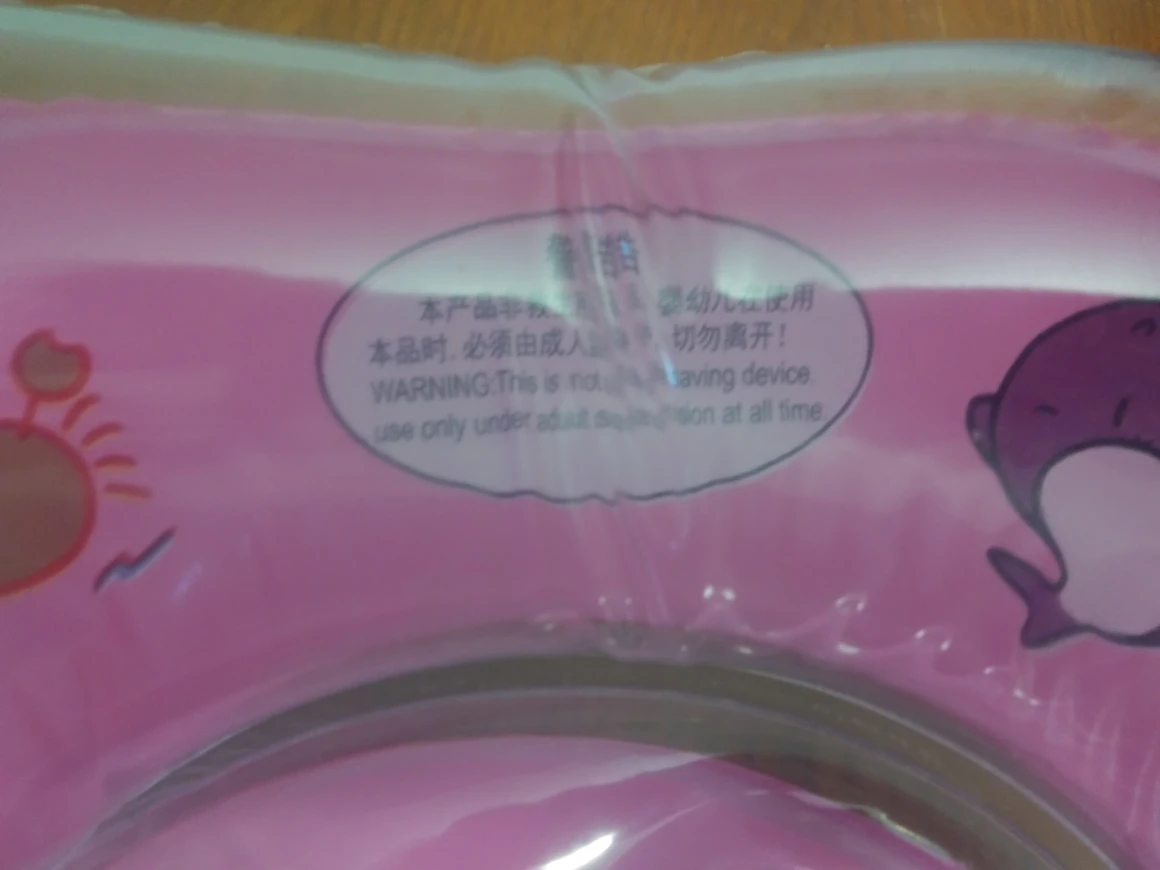 警告
本产品非救 婴幼儿在使用
本品时, 必须由成人 切勿离开!
WARNING:This is not saving device
use only under adult at all time.